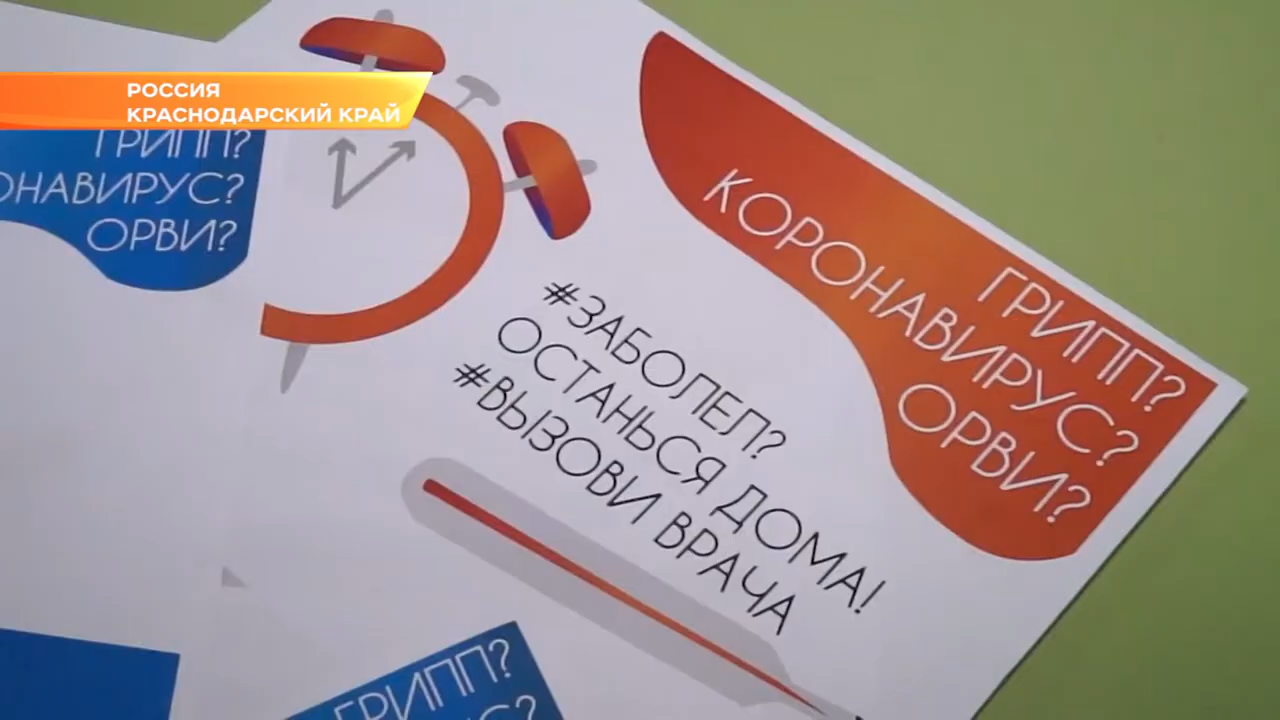 РОССИЯ
КРАСНОДАРСКИЙ КРАЙ
ГРИПП?
ОНАВИРУС?
ОРВИ?
ГРИПП?
КОРОНАВИРУС?
ОРВИ?
#ЗАБОЛЕЛ?
ОСТАНЬСЯ ДОМА!
#ВЫЗОВИ ВРАЧА
ГРИПП?